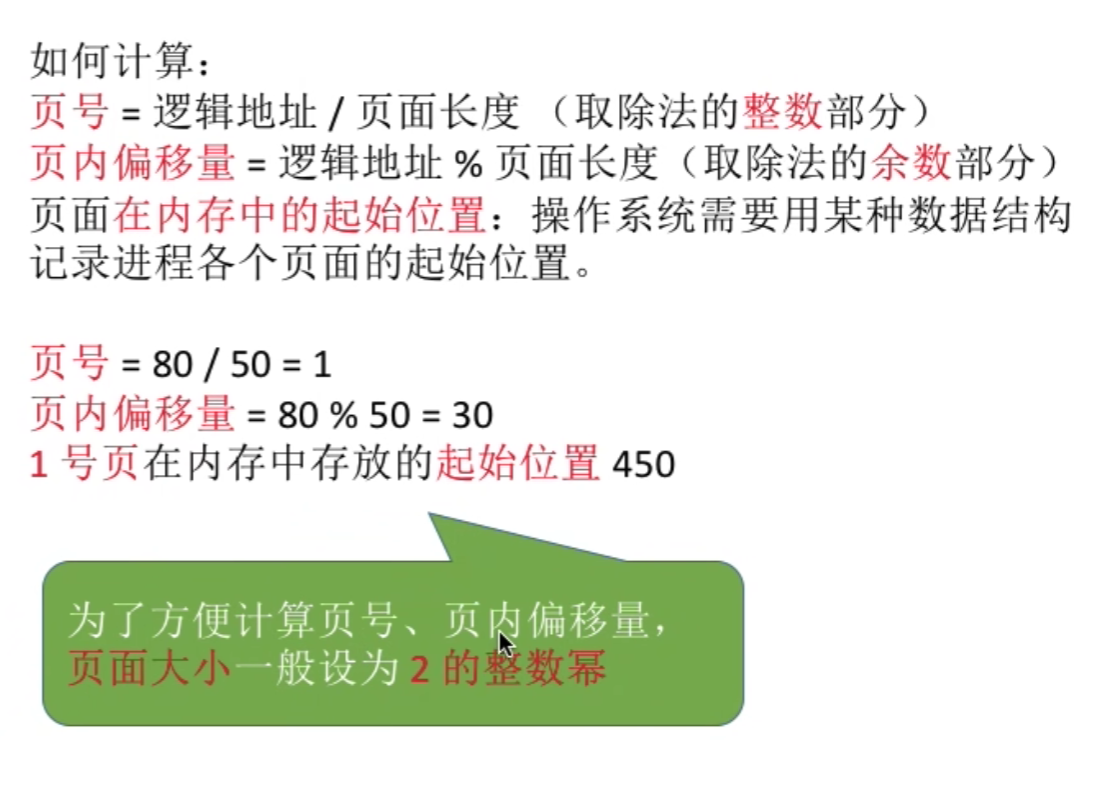 如何计算：
页号 = 逻辑地址 / 页面长度 （取除法的整数部分）
页内偏移量 = 逻辑地址 % 页面长度（取除法的余数部分）
页面在内存中的起始位置：操作系统需要用某种数据结构
记录进程各个页面的起始位置。
页号 = 80 / 50 = 1
页内偏移量 = 80 % 50 = 30
1 号页在内存中存放的起始位置 450
为了方便计算页号、页内偏移量，
页面大小一般设为 2 的整数幂